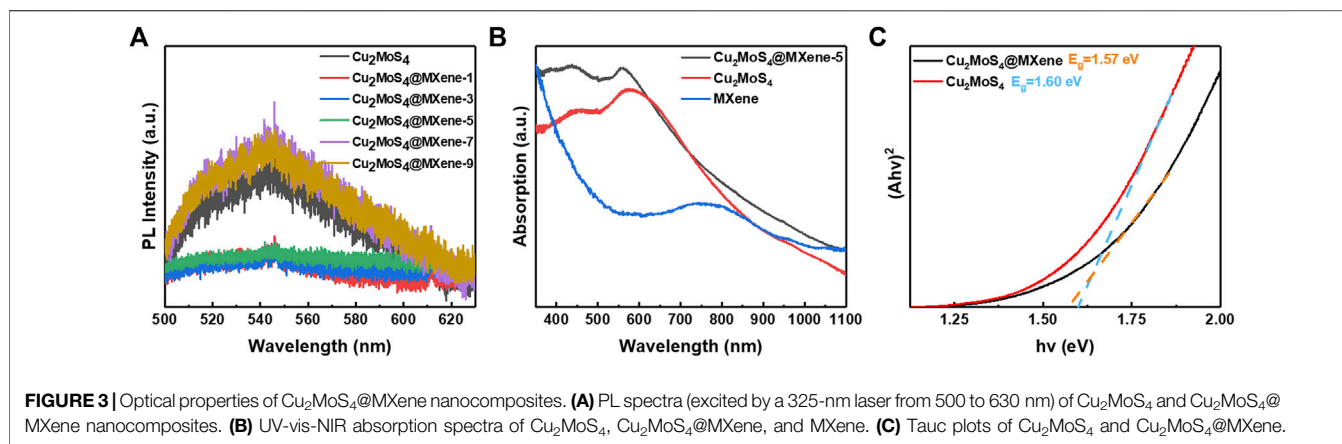 A
Cu₂MoS₄
Cu₂MoS₄@MXene-1
Cu₂MoS₄@MXene-3
Cu₂MoS₄@MXene-5
Cu₂MoS₄@MXene-7
Cu₂MoS₄@MXene-9
PL Intensity (a.u.)
500 520 540 560 580 600 620
Wavelength (nm)
B
Cu₂MoS₄@MXene-5
Cu₂MoS₄
MXene
Absorption (a.u.)
400 500 600 700 800 900 1000 1100
Wavelength (nm)
C
Cu₂MoS₄@MXene E_g=1.57 eV
Cu₂MoS₄ E_g=1.60 eV
(Ahv)²
1.25 1.50 1.75 2.00
hv (eV)
FIGURE 3 | Optical properties of Cu₂MoS₄@MXene nanocomposites. (A) PL spectra (excited by a 325-nm laser from 500 to 630 nm) of Cu₂MoS₄ and Cu₂MoS₄@
MXene nanocomposites. (B) UV-vis-NIR absorption spectra of Cu₂MoS₄, Cu₂MoS₄@MXene, and MXene. (C) Tauc plots of Cu₂MoS₄ and Cu₂MoS₄@MXene.